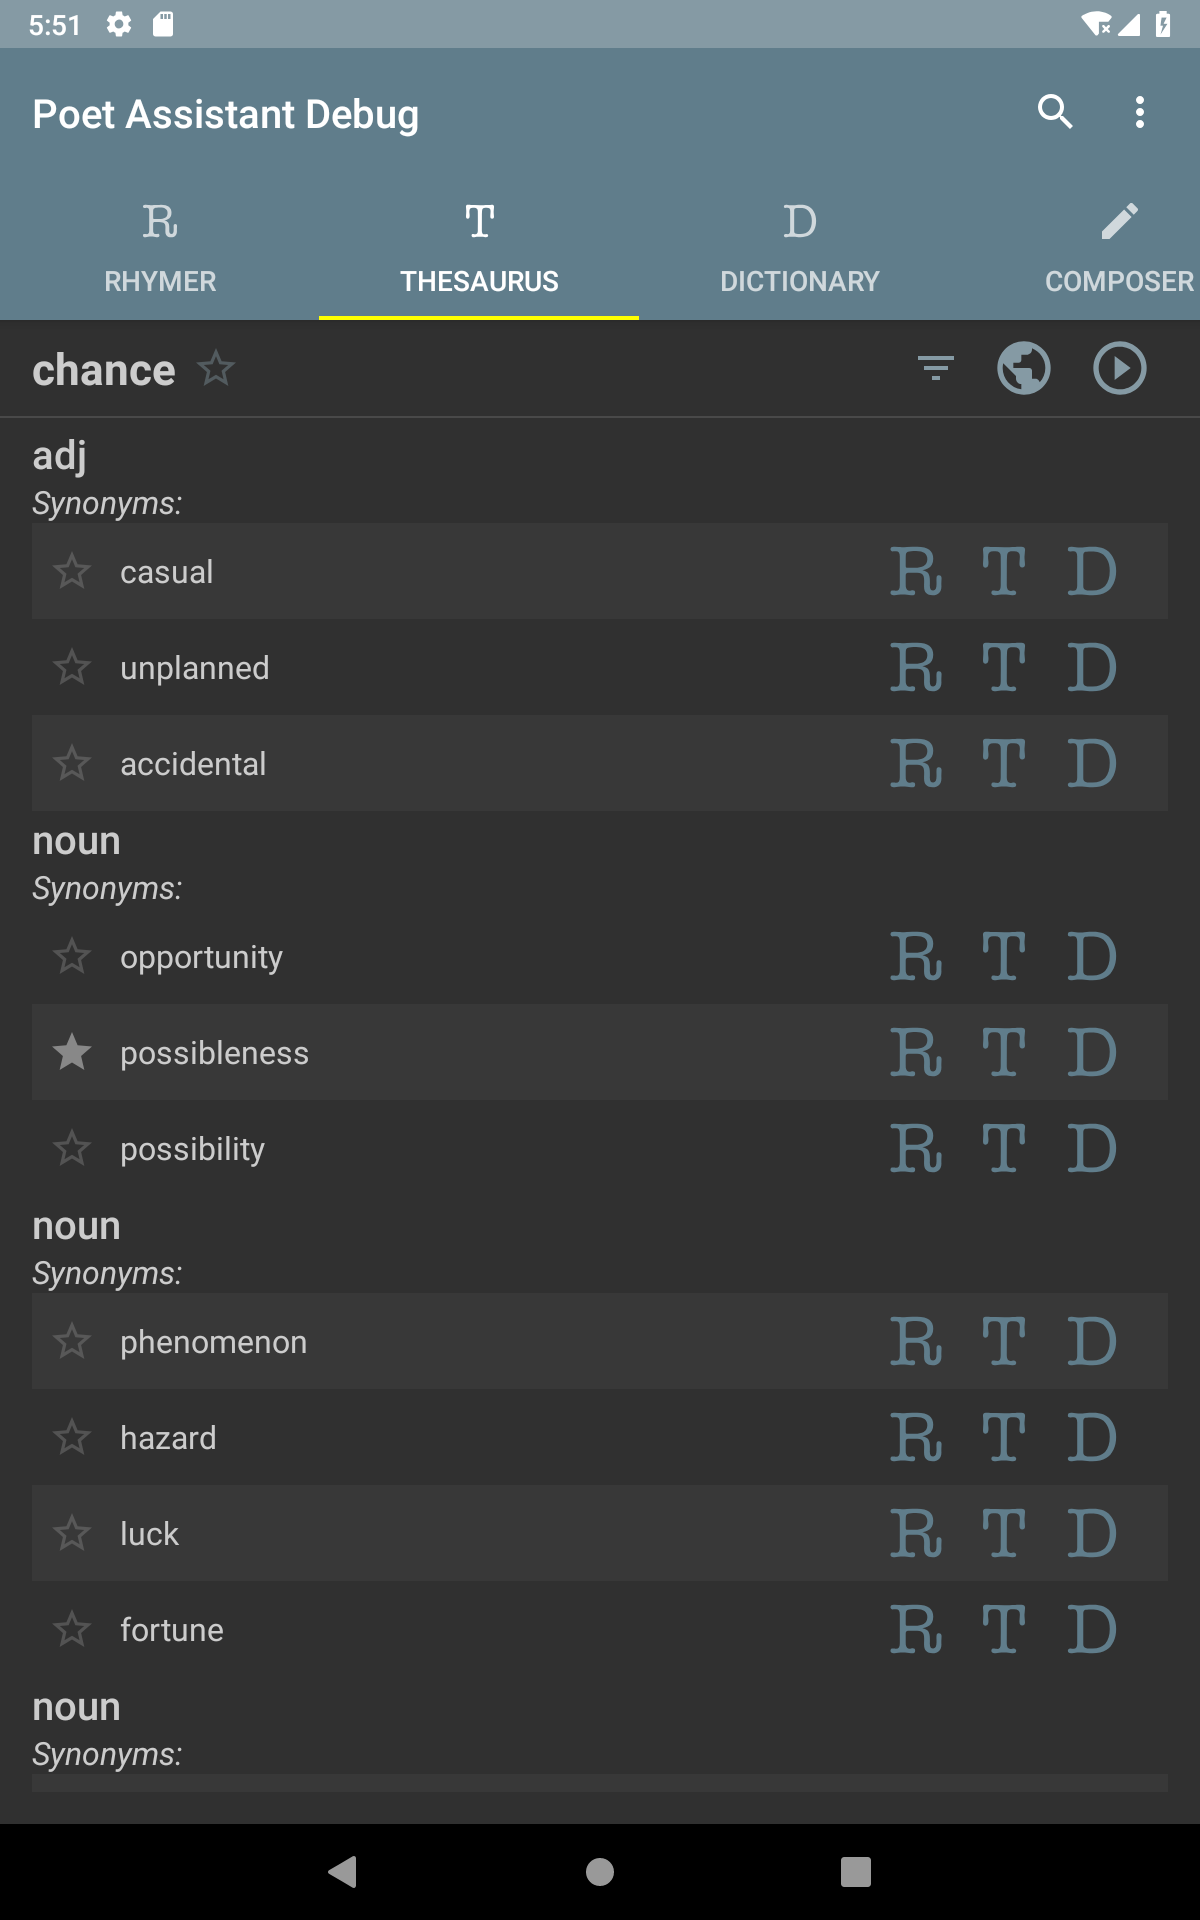 5:51
Poet Assistant Debug
R T D
RHYMER THESAURUS DICTIONARY COMPOSER
chance
adj
Synonyms:
casual R T D
unplanned R T D
accidental R T D
noun
Synonyms:
opportunity R T D
possibleness R T D
possibility R T D
noun
Synonyms:
phenomenon R T D
hazard R T D
luck R T D
fortune R T D
noun
Synonyms: